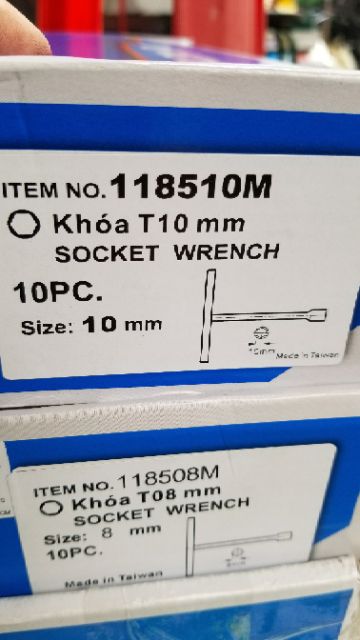 ITEM NO. 118510M
Khóa T10 mm
SOCKET WRENCH
10PC.
Size: 10 mm
10mm
Made in Taiwan
ITEM NO. 118508M
Khóa T08 mm
SOCKET WRENCH
Size: 8 mm
10PC.
Made in Taiwan